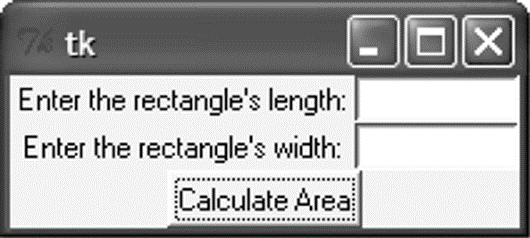 tk
Enter the rectangle's length:
Enter the rectangle's width:
Calculate Area